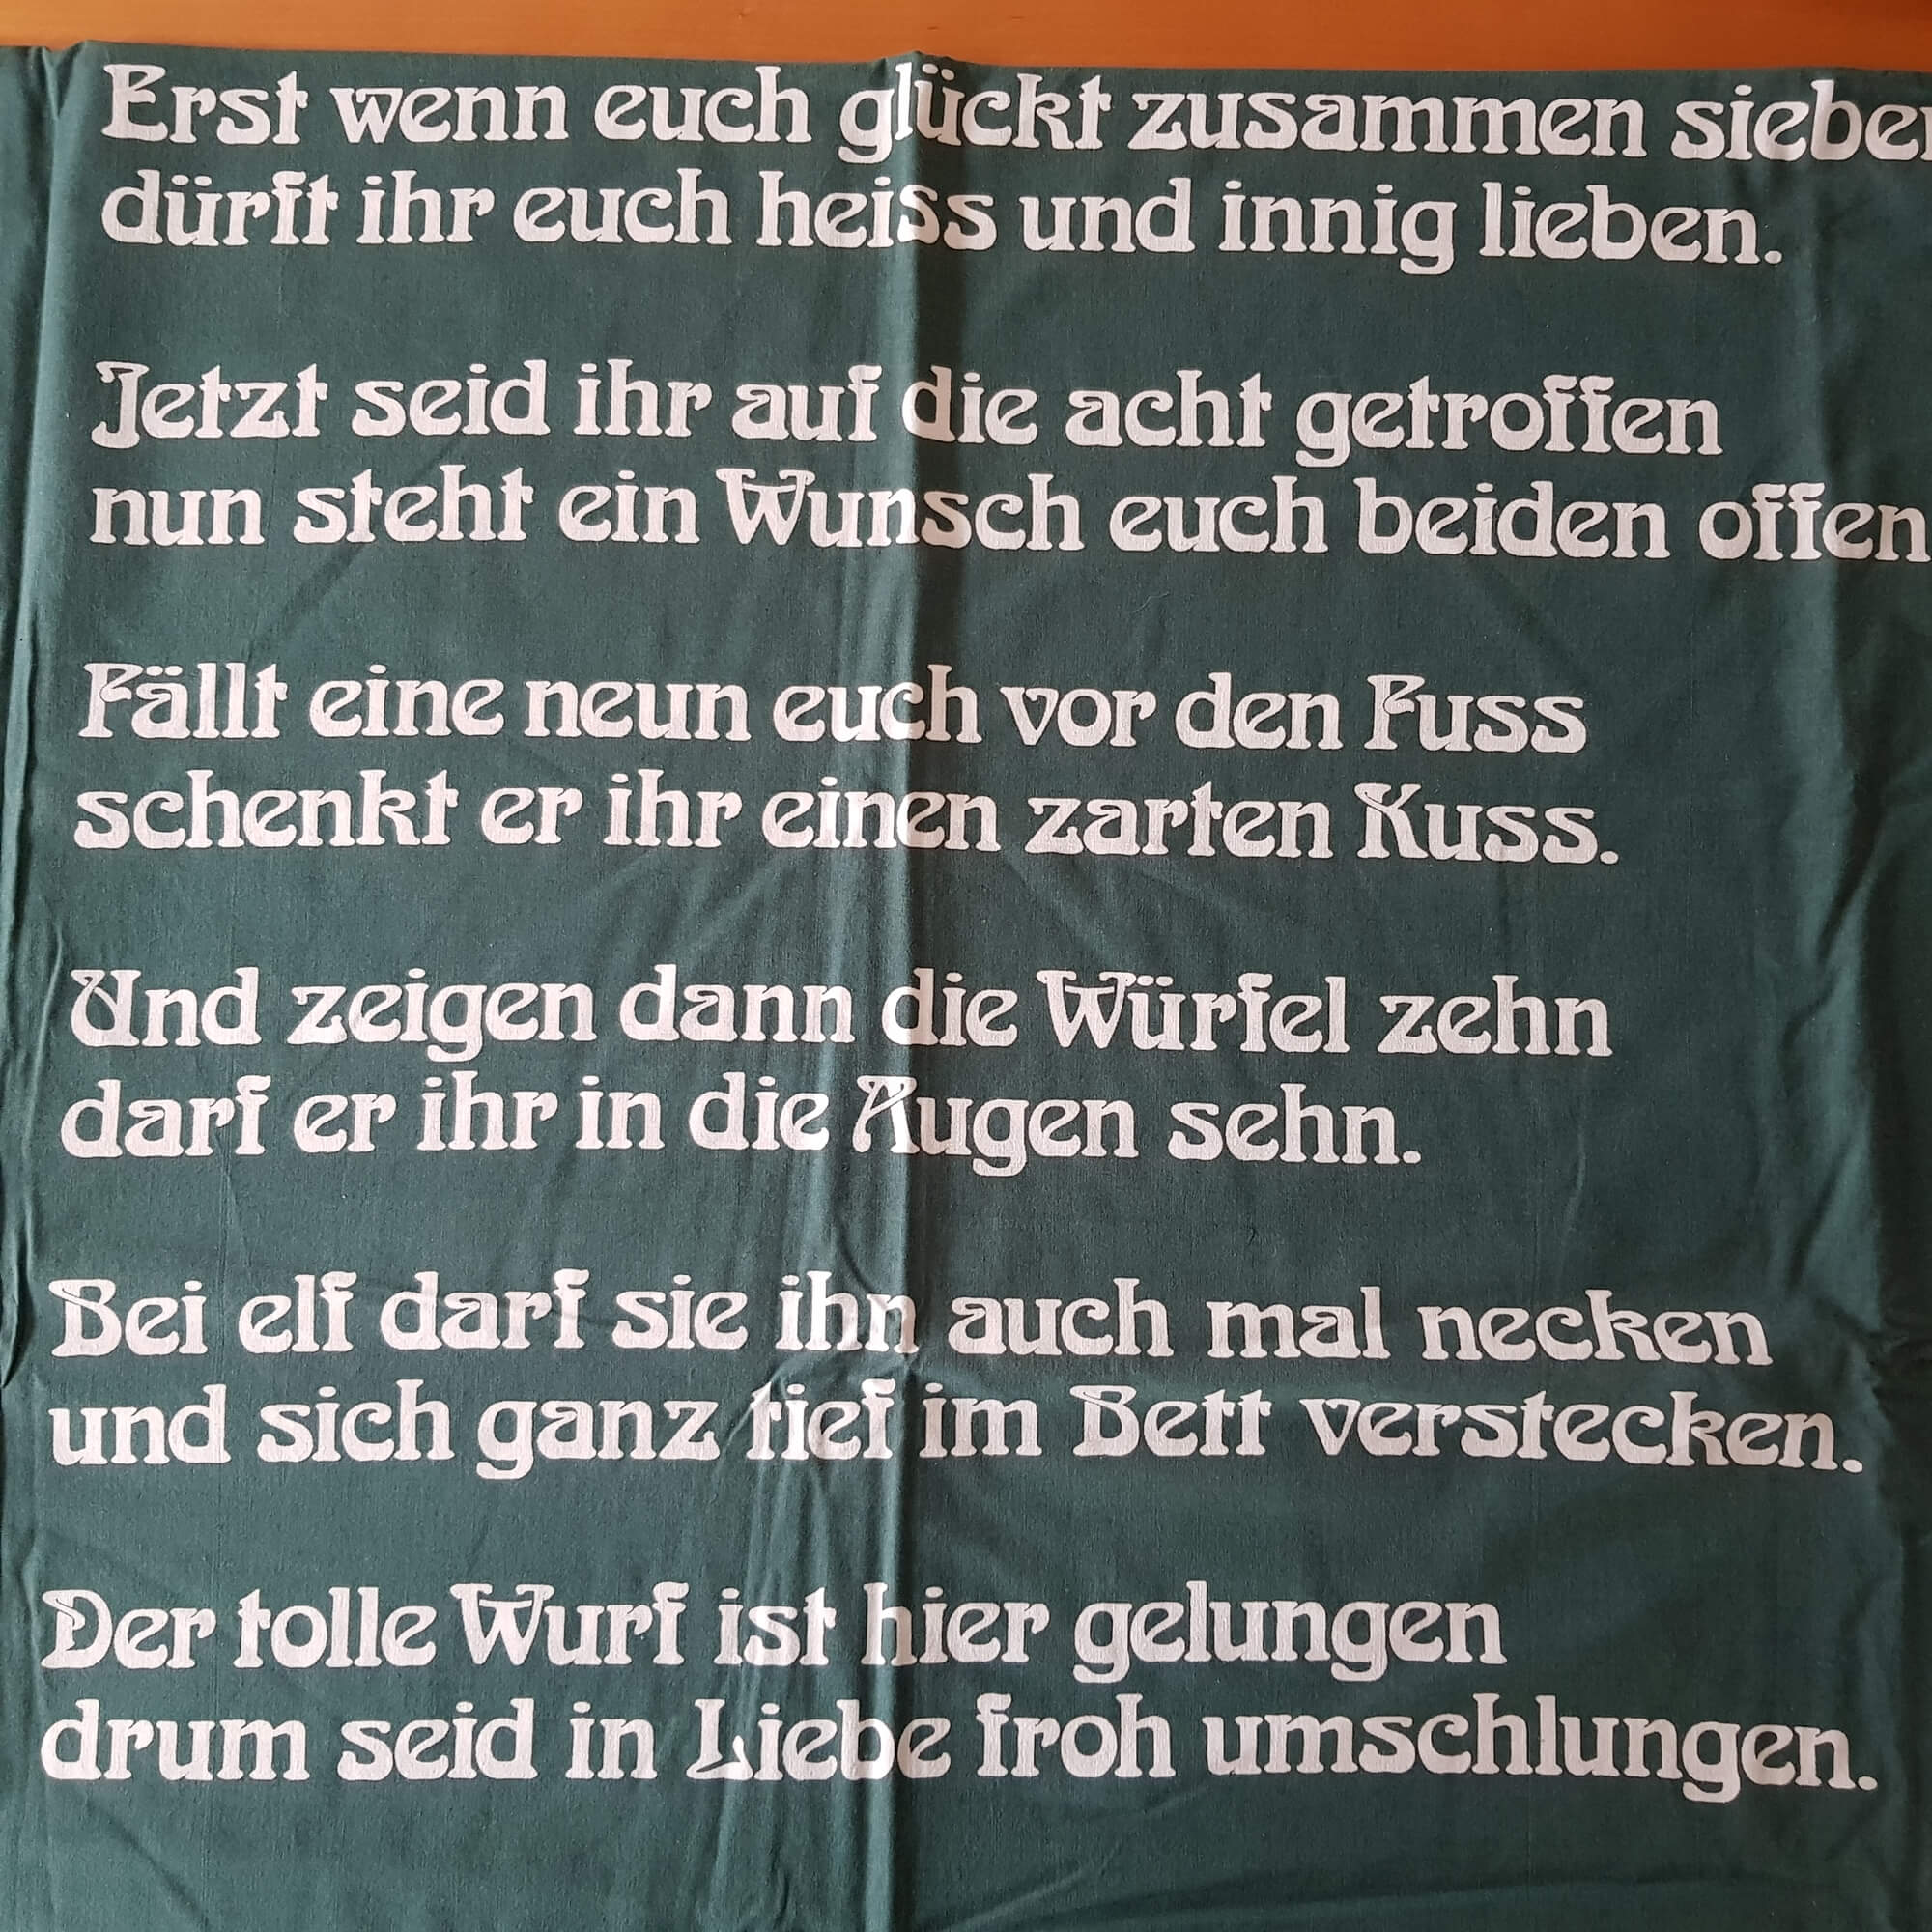 Erst wenn euch glückt zusammen sieben
dürft ihr euch heiss und innig lieben.
Jetzt seid ihr auf die acht getroffen
nun steht ein Wunsch euch beiden offen
Fällt eine neun euch vor den Fuss
schenkt er ihr einen zarten Kuss.
Und zeigen dann die Würfel zehn
darf er ihr in die Augen sehn.
Bei elf darf sie ihn auch mal necken
und sich ganz tief im Bett verstecken.
Der tolle Wurf ist hier gelungen
drum seid in Liebe froh umschlungen.